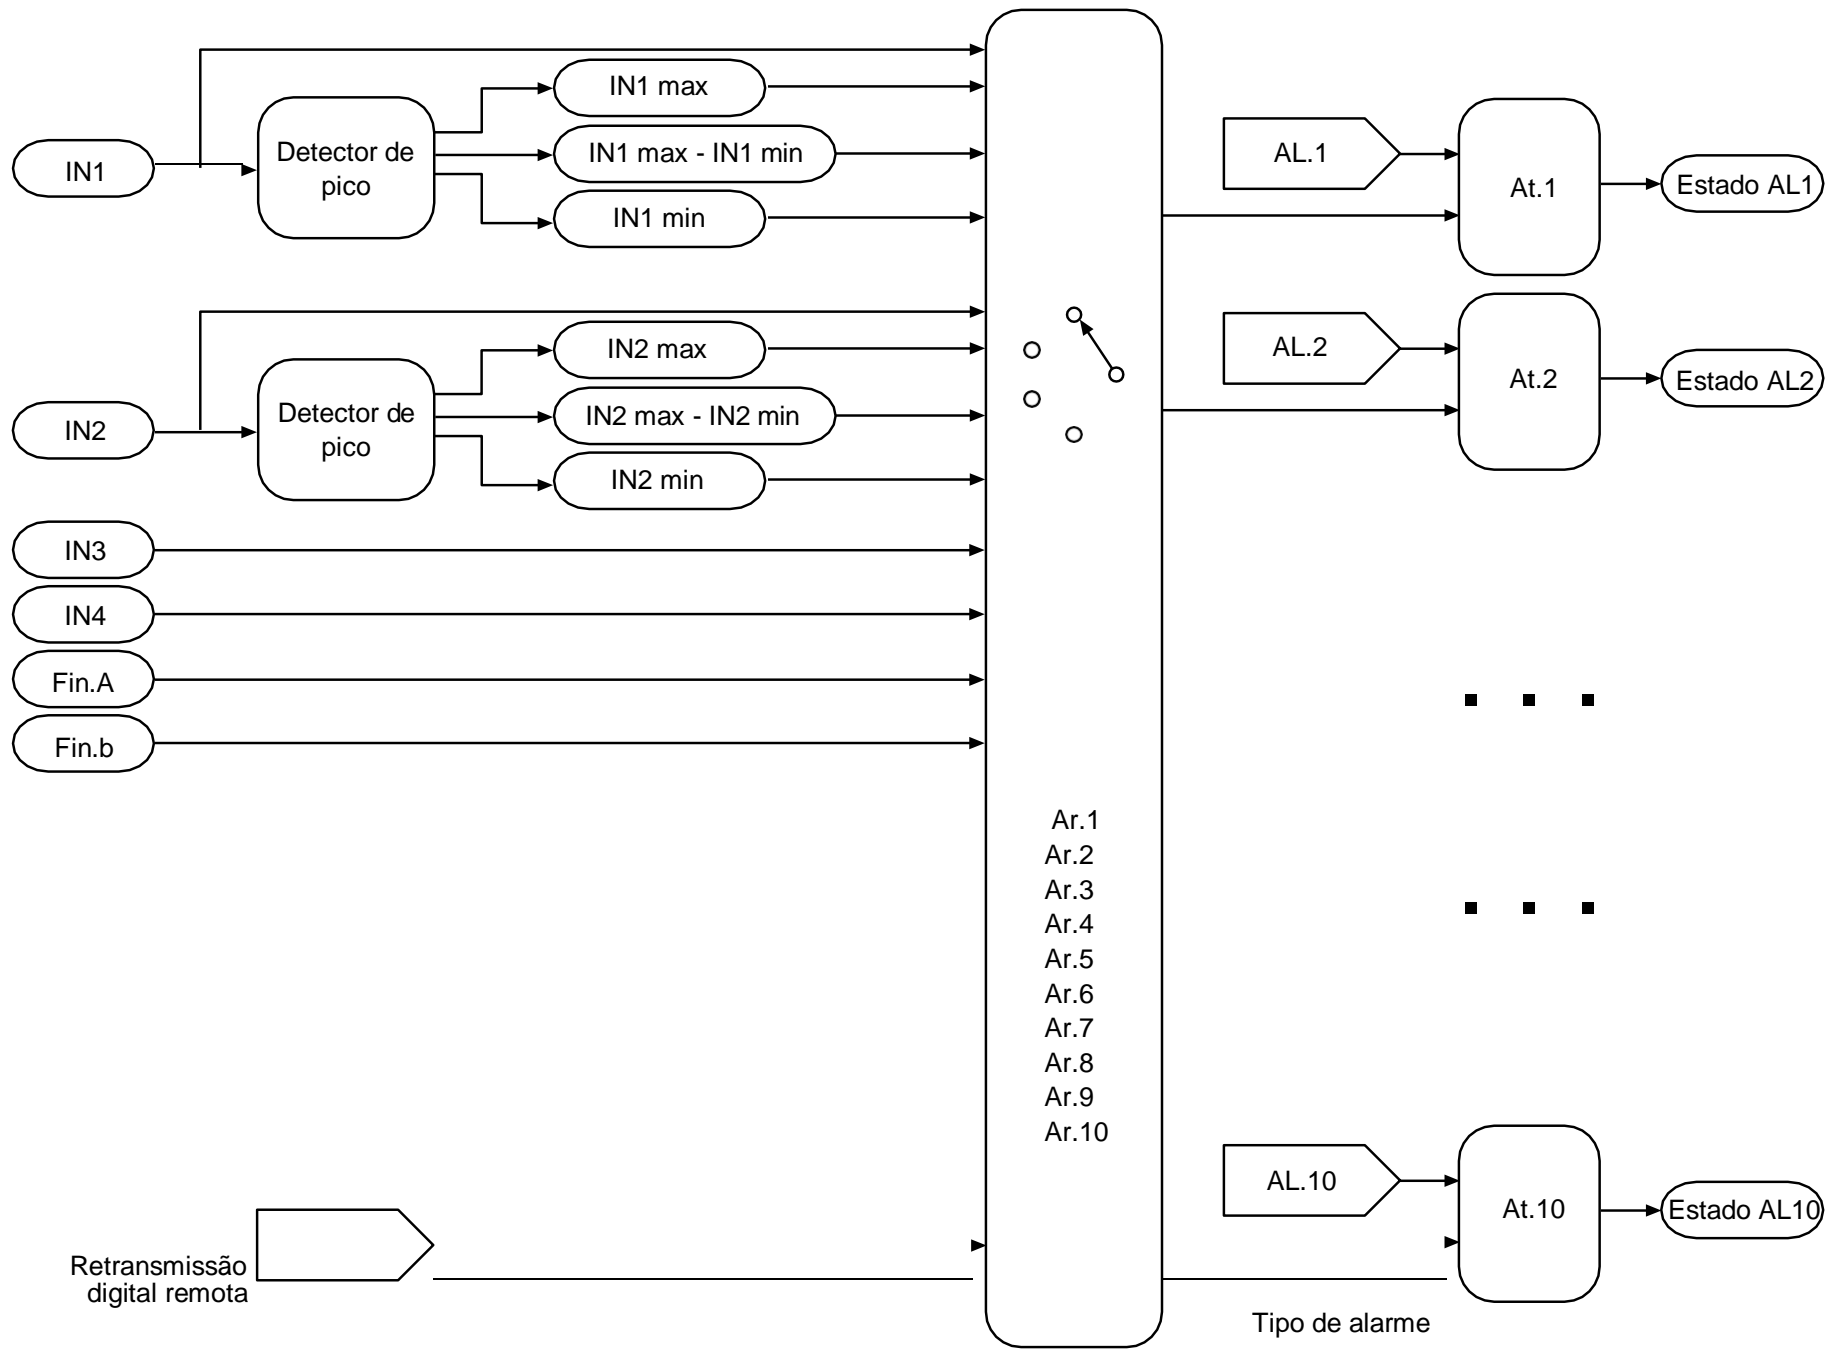 IN1
Detector de
pico
IN1 max
IN1 max - IN1 min
IN1 min
AL.1
At.1
Estado AL1
IN2
Detector de
pico
IN2 max
IN2 max - IN2 min
IN2 min
AL.2
At.2
Estado AL2
IN3
IN4
Fin.A
Fin.b
Ar.1
Ar.2
Ar.3
Ar.4
Ar.5
Ar.6
Ar.7
Ar.8
Ar.9
Ar.10
AL.10
At.10
Estado AL10
Retransmissão
digital remota
Tipo de alarme